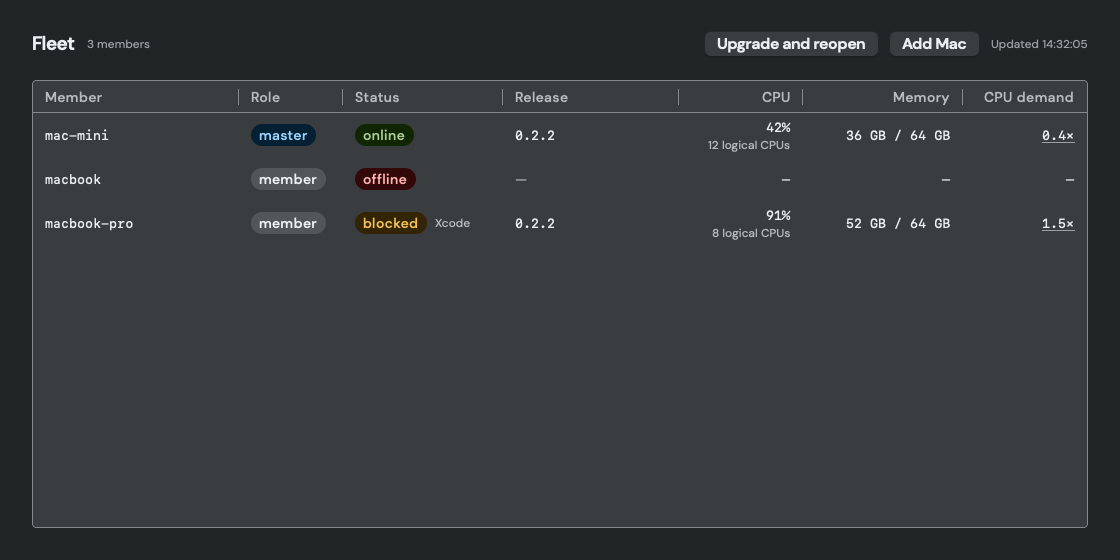 Fleet 3 members Upgrade and reopen Add Mac Updated 14:32:05
Member Role Status Release CPU Memory CPU demand
mac-mini master online 0.2.2 42% 36 GB / 64 GB 0.4×
12 logical CPUs
macbook member offline — — — —
macbook-pro member blocked Xcode 0.2.2 91% 52 GB / 64 GB 1.5×
8 logical CPUs